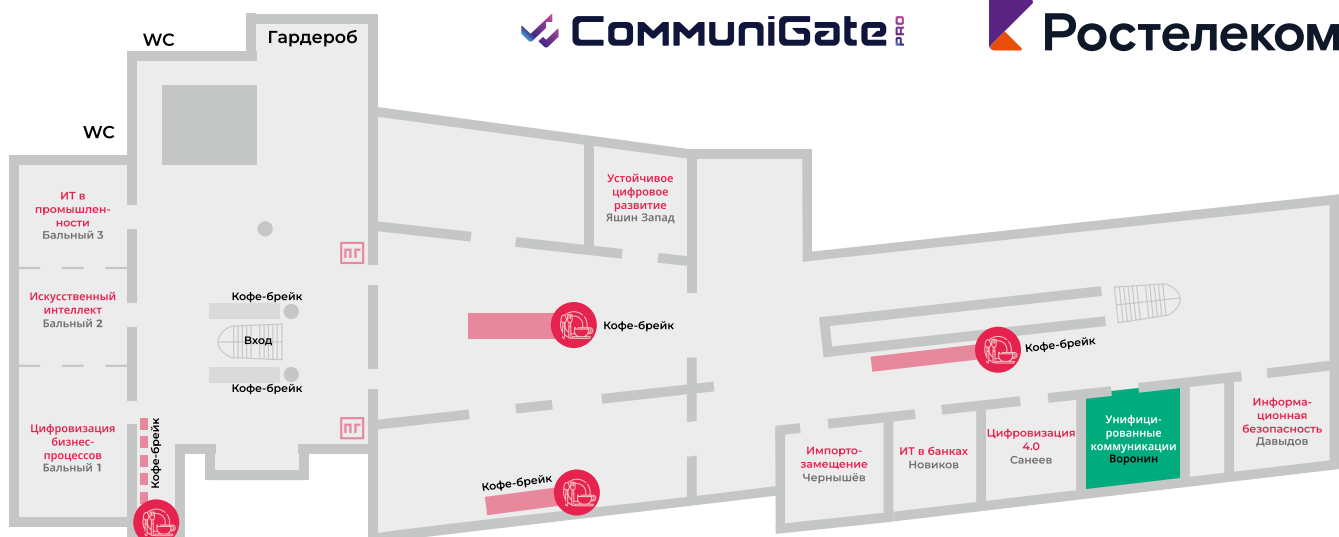 CommuniGate PRO
Ростелеком
WC
Гардероб
WC
ИТ в
промышлен-
ности
Бальный 3
Искусственный
интеллект
Бальный 2
Цифровизация
бизнес-
процессов
Бальный 1
Кофе-брейк
Кофе-брейк
Вход
Кофе-брейк
ПГ
ПГ
Устойчивое
цифровое
развитие
Яшин Запад
Кофе-брейк
Кофе-брейк
Кофе-брейк
Импорто-
замещение
Чернышёв
ИТ в банках
Новиков
Цифровизация
4.0
Санеев
Унифици-
рованные
коммуникации
Воронин
Информа-
ционная
безопасность
Давыдов